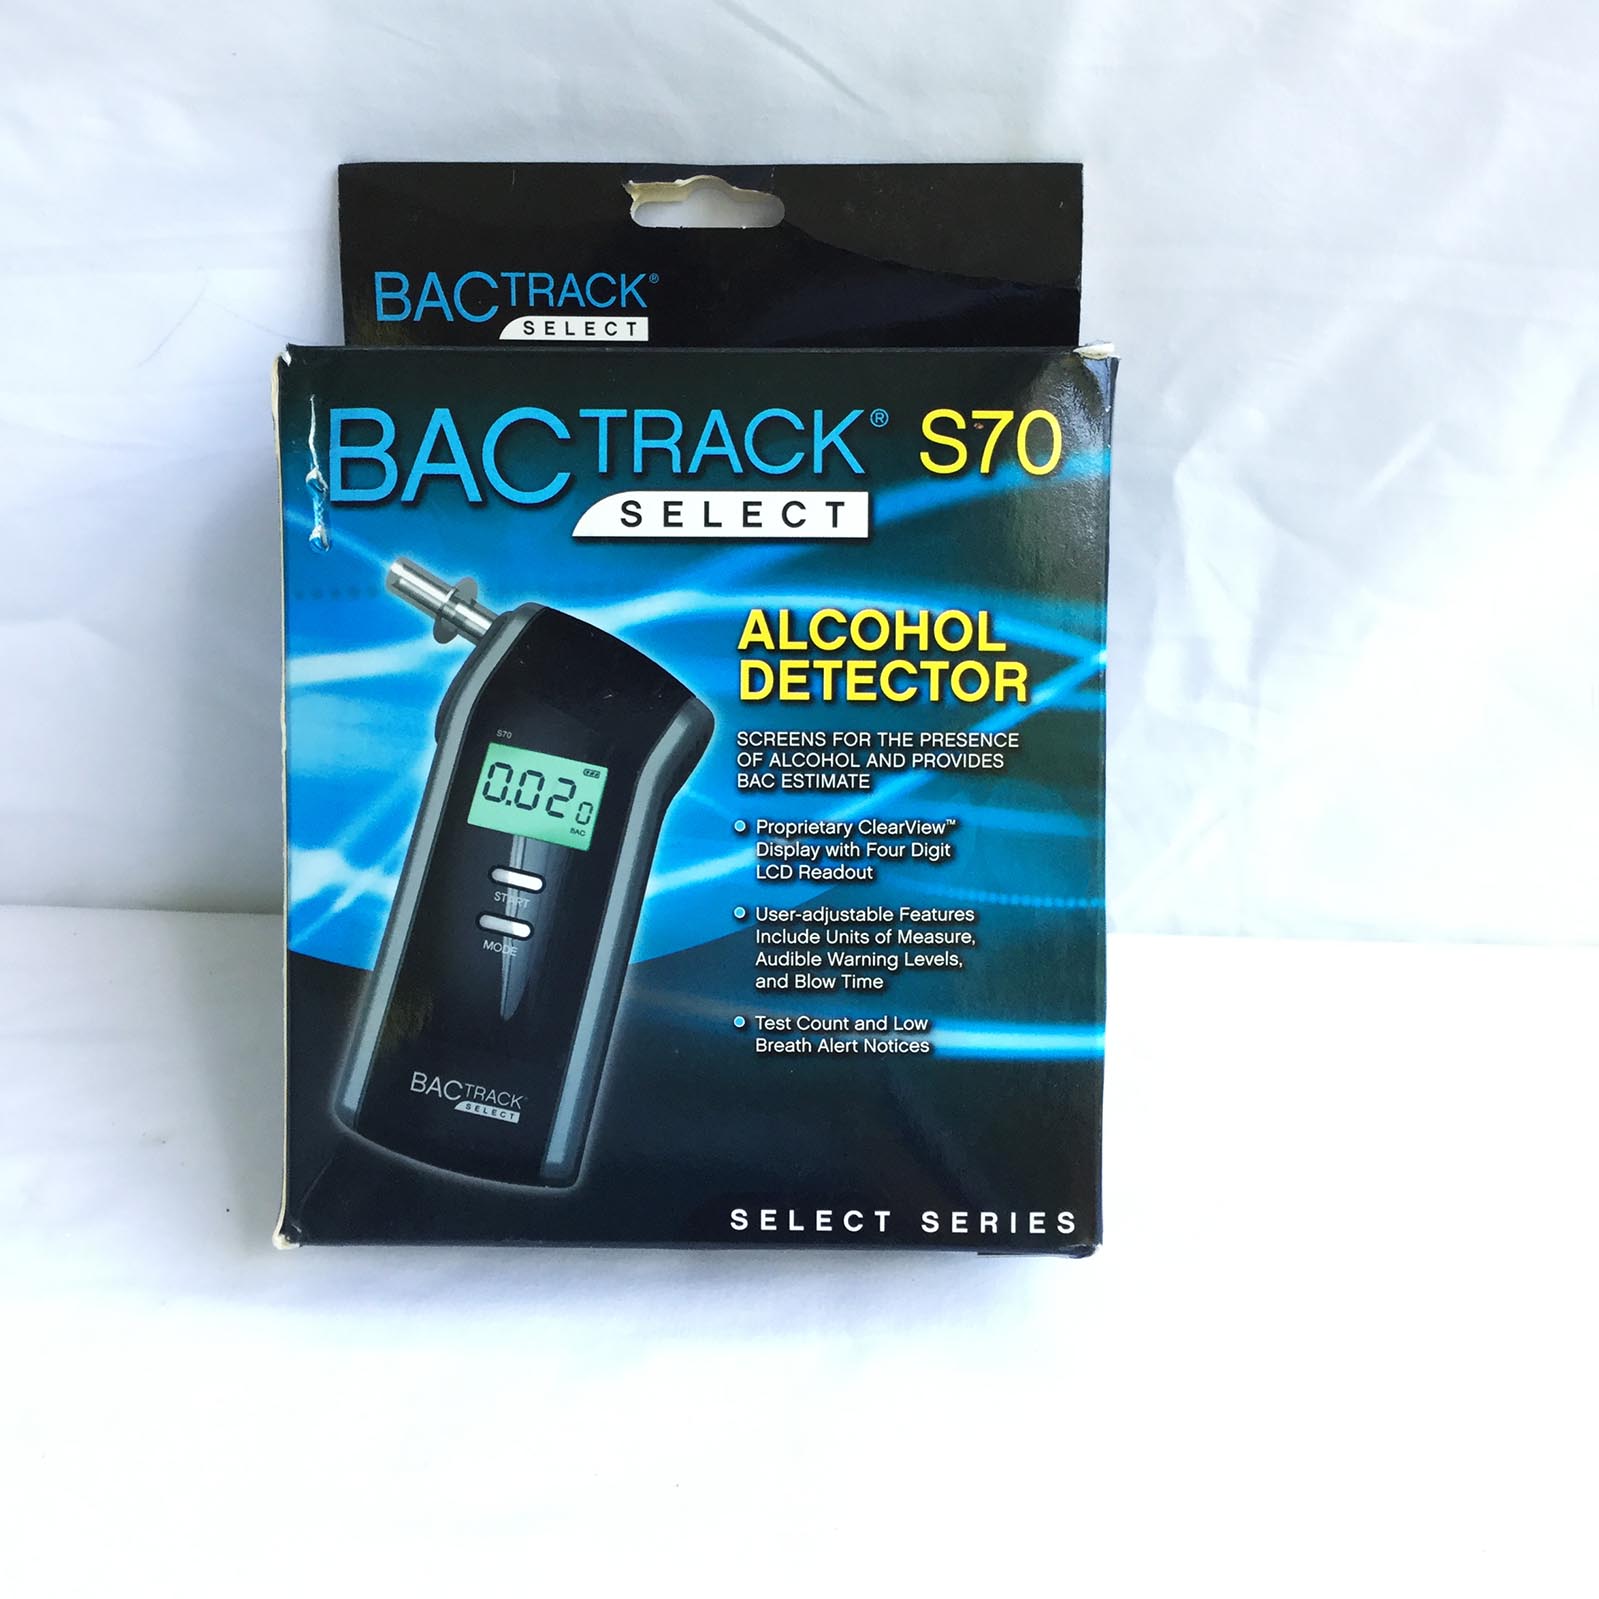 BACTRACK®
SELECT
BACTRACK® S70
SELECT
ALCOHOL
DETECTOR
SCREENS FOR THE PRESENCE
OF ALCOHOL AND PROVIDES
BAC ESTIMATE
• Proprietary ClearView™
Display with Four Digit
LCD Readout
• User-adjustable Features
Include Units of Measure,
Audible Warning Levels,
and Blow Time
• Test Count and Low
Breath Alert Notices
S70
0.020
BAC
START
MODE
BACTRACK
SELECT
SELECT SERIES